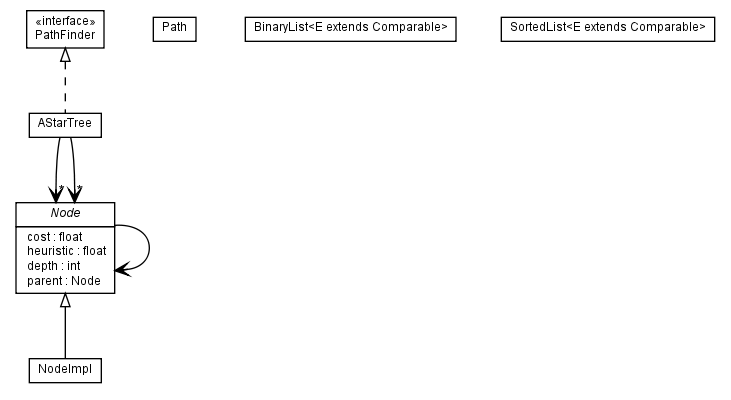 «interface»
PathFinder
Path
BinaryList<E extends Comparable>
SortedList<E extends Comparable>
AStarTree
*
*
Node
cost : float
heuristic : float
depth : int
parent : Node
NodeImpl